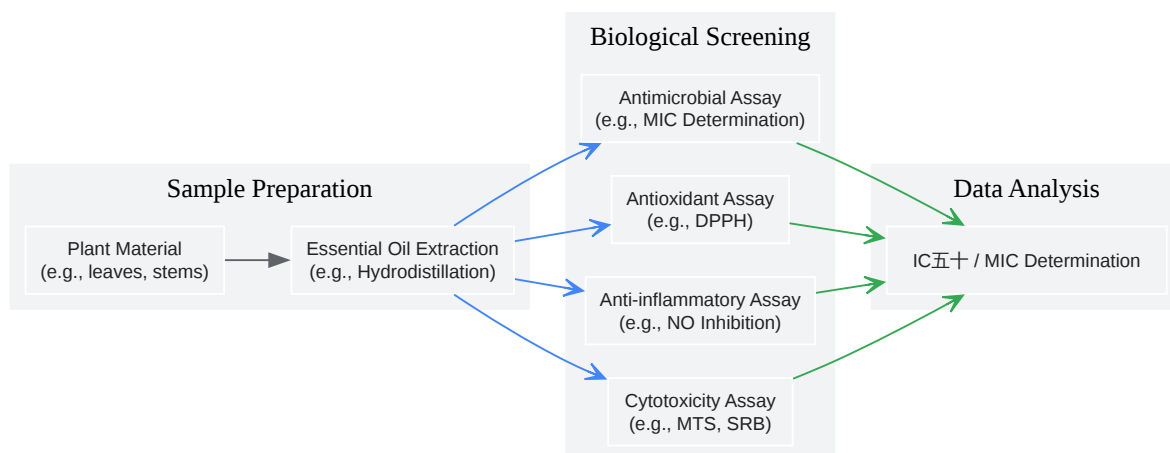 Sample Preparation
Plant Material
(e.g., leaves, stems)
Essential Oil Extraction
(e.g., Hydrodistillation)
Biological Screening
Antimicrobial Assay
(e.g., MIC Determination)
Antioxidant Assay
(e.g., DPPH)
Anti-inflammatory Assay
(e.g., NO Inhibition)
Cytotoxicity Assay
(e.g., MTS, SRB)
Data Analysis
IC五十 / MIC Determination